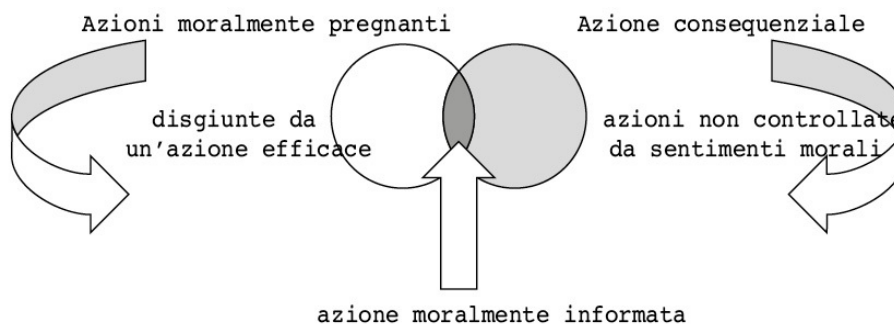 Azioni moralmente pregnanti
Azione consequenziale
disgiunte da
un'azione efficace
azioni non controllate
da sentimenti morali
azione moralmente informata